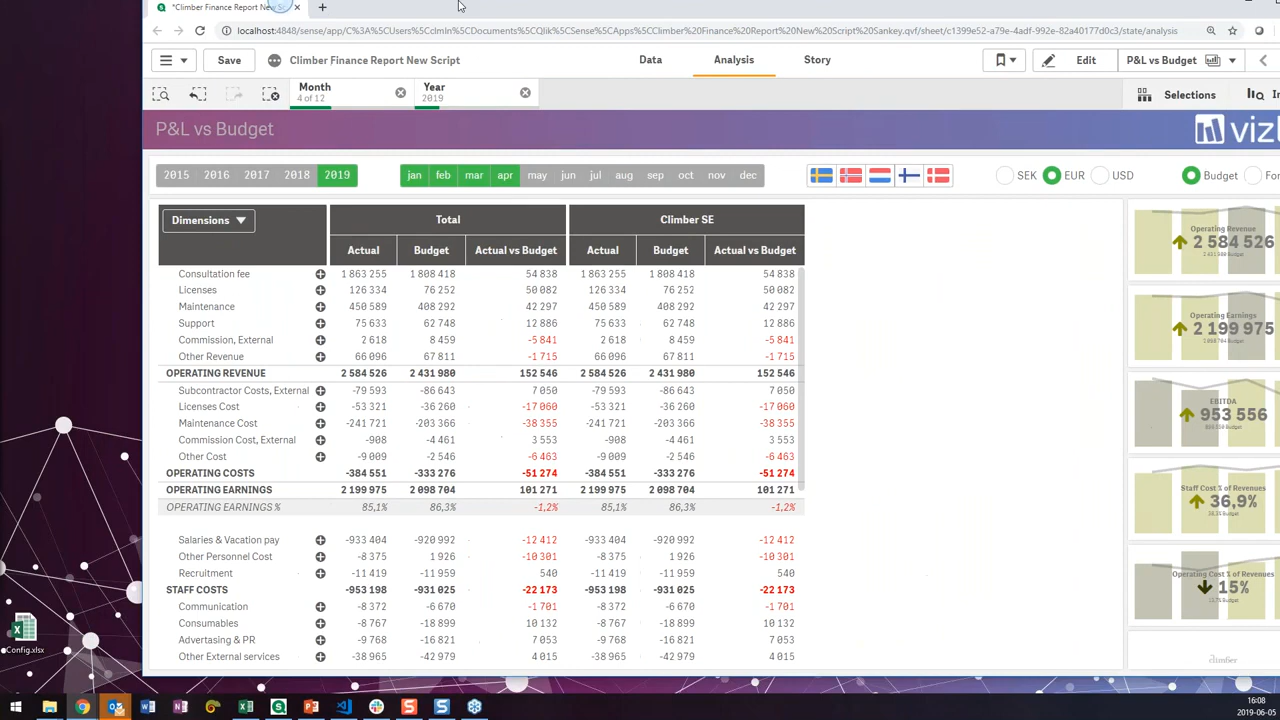 *Climber Finance Report New Sc
localhost:4848/sense/app/C%3A%5CUsers%5Cclmln%5CDocuments%5CQlik%5CSense%5CApps%5CClimber%20Finance%20Report%20New%20Script%20Sankey.qvf/sheet/c1399e52-a79e-4adf-992e-82a40177d0c3/state/analysis
Save Climber Finance Report New Script Data Analysis Story Edit P&L vs Budget
Month Year
4 of 12 2019
Selections In
P&L vs Budget viz
2015 2016 2017 2018 2019 jan feb mar apr may jun jul aug sep oct nov dec SEK EUR USD Budget Fo
Dimensions Total Climber SE
Actual Budget Actual vs Budget Actual Budget Actual vs Budget
Consultation fee 1 863 255 1 808 418 54 838 1 863 255 1 808 418 54 838
Licenses 126 334 76 252 50 082 126 334 76 252 50 082
Maintenance 450 589 408 292 42 297 450 589 408 292 42 297
Support 75 633 62 748 12 886 75 633 62 748 12 886
Commission, External 2 618 8 459 -5 841 2 618 8 459 -5 841
Other Revenue 66 096 67 811 -1 715 66 096 67 811 -1 715
OPERATING REVENUE 2 584 526 2 431 980 152 546 2 584 526 2 431 980 152 546
Subcontractor Costs, External -79 593 -86 643 7 050 -79 593 -86 643 7 050
Licenses Cost -53 321 -36 260 -17 060 -53 321 -36 260 -17 060
Maintenance Cost -241 721 -203 366 -38 355 -241 721 -203 366 -38 355
Commission Cost, External -908 -4 461 3 553 -908 -4 461 3 553
Other Cost -9 009 -2 546 -6 463 -9 009 -2 546 -6 463
OPERATING COSTS -384 551 -333 276 -51 274 -384 551 -333 276 -51 274
OPERATING EARNINGS 2 199 975 2 098 704 101 271 2 199 975 2 098 704 101 271
OPERATING EARNINGS % 85,1% 86,3% -1,2% 85,1% 86,3% -1,2%
Salaries & Vacation pay -933 404 -920 992 -12 412 -933 404 -920 992 -12 412
Other Personnel Cost -8 375 1 926 -10 301 -8 375 1 926 -10 301
Recruitment -11 419 -11 959 540 -11 419 -11 959 540
STAFF COSTS -953 198 -931 025 -22 173 -953 198 -931 025 -22 173
Communication -8 372 -6 670 -1 701 -8 372 -6 670 -1 701
Consumables -8 767 -18 899 10 132 -8 767 -18 899 10 132
Advertasing & PR -9 768 -16 821 7 053 -9 768 -16 821 7 053
Other External services -38 965 -42 979 4 015 -38 965 -42 979 4 015
Operating Revenue
2 584 526
2 431 980 Budget
Operating Earnings
2 199 975
2 098 704 Budget
EBITDA
953 556
Budget
Staff Cost % of Revenues
36,9%
Budget
Operating Cost % of Revenues
15%
Budget
climber
Config.xlsx
16:08
2019-06-05